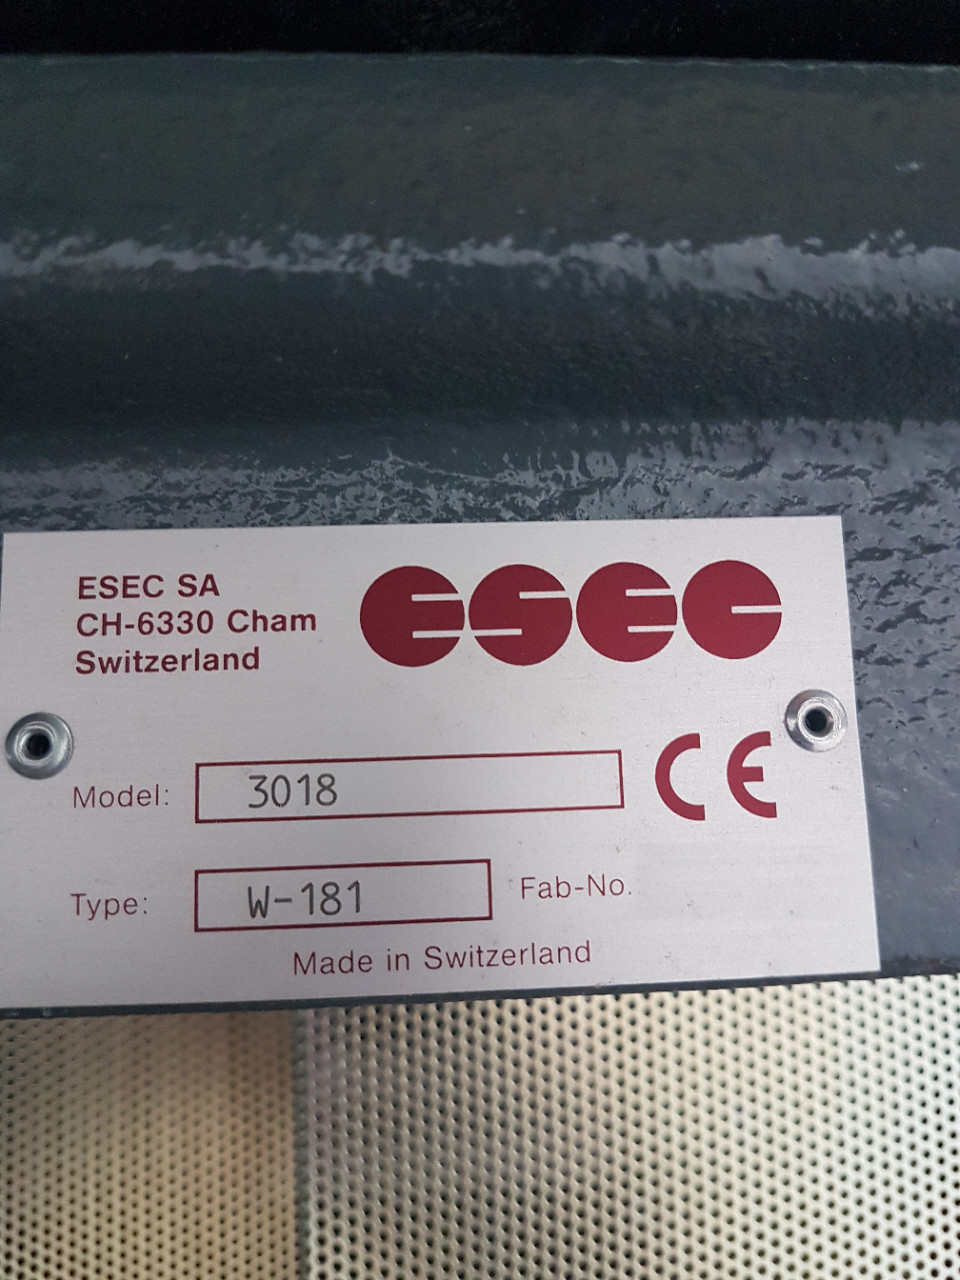 ESEC SA
CH-6330 Cham
Switzerland
esec
CE
Model: 3018
Type: W-181
Fab-No.
Made in Switzerland